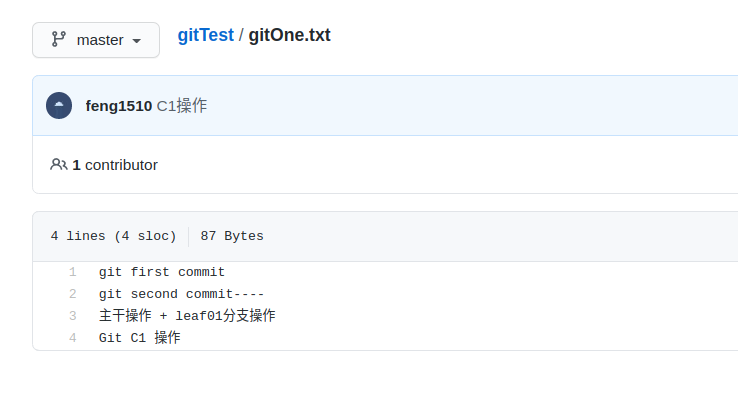 master gitTest / gitOne.txt
feng1510 C1操作
1 contributor
4 lines (4 sloc) 87 Bytes
1 git first commit
2 git second commit----
3 主干操作 + leaf01分支操作
4 Git C1 操作